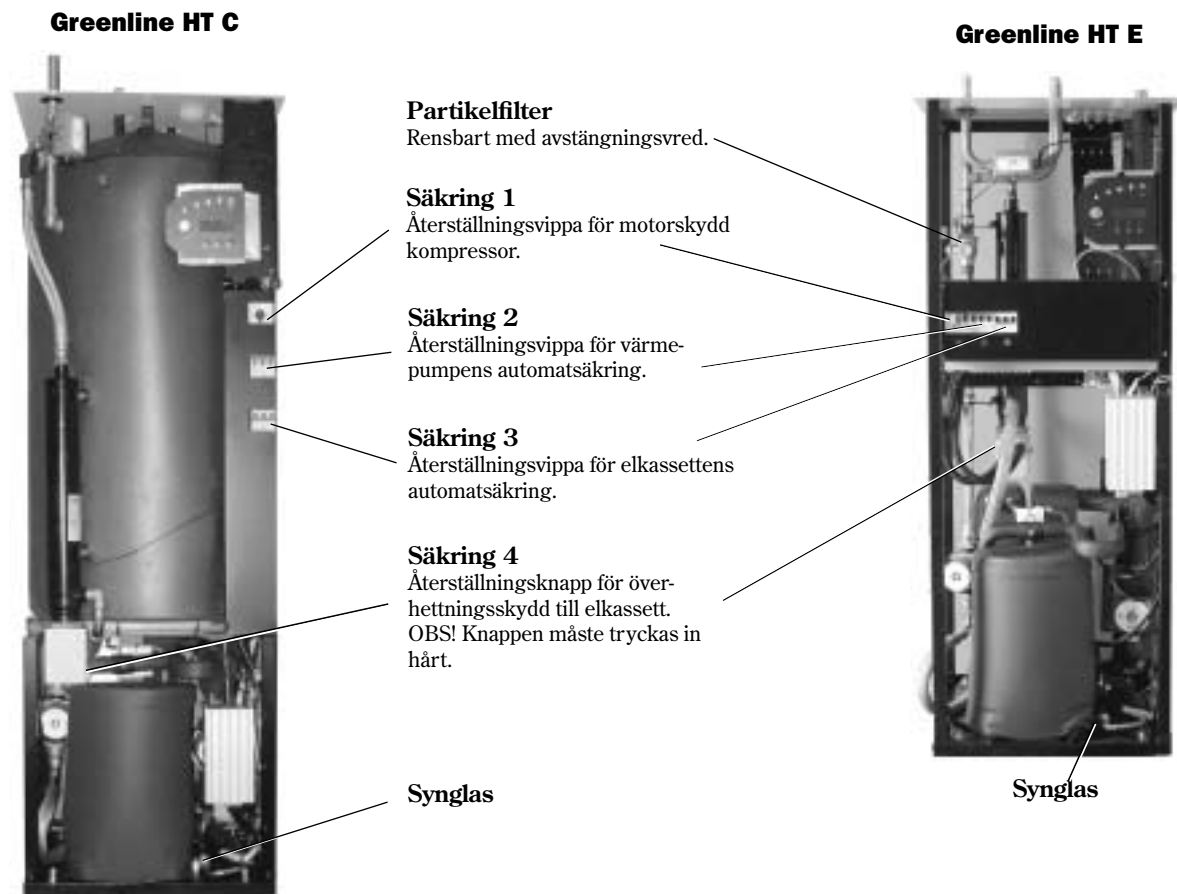 Greenline HT C
Greenline HT E
Partikelfilter
Rensbart med avstängningsvred.
Säkring 1
Återställningsvippa för motorskydd
kompressor.
Säkring 2
Återställningsvippa för värme-
pumpens automatsäkring.
Säkring 3
Återställningsvippa för elkassettens
automatsäkring.
Säkring 4
Återställningsknapp för över-
hettningsskydd till elkassett.
OBS! Knappen måste tryckas in
hårt.
Synglas
Synglas